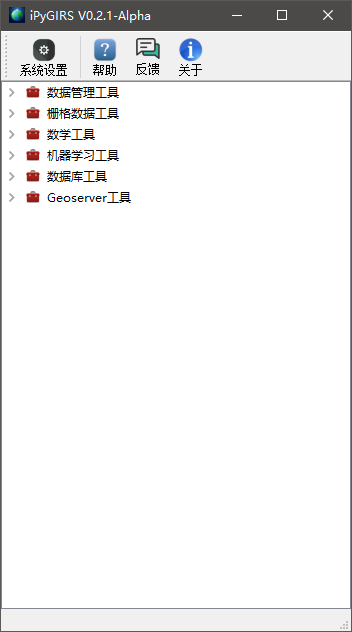 iPyGIRS V0.2.1-Alpha
系统设置 帮助 反馈 关于
数据管理工具
栅格数据工具
数学工具
机器学习工具
数据库工具
Geoserver工具